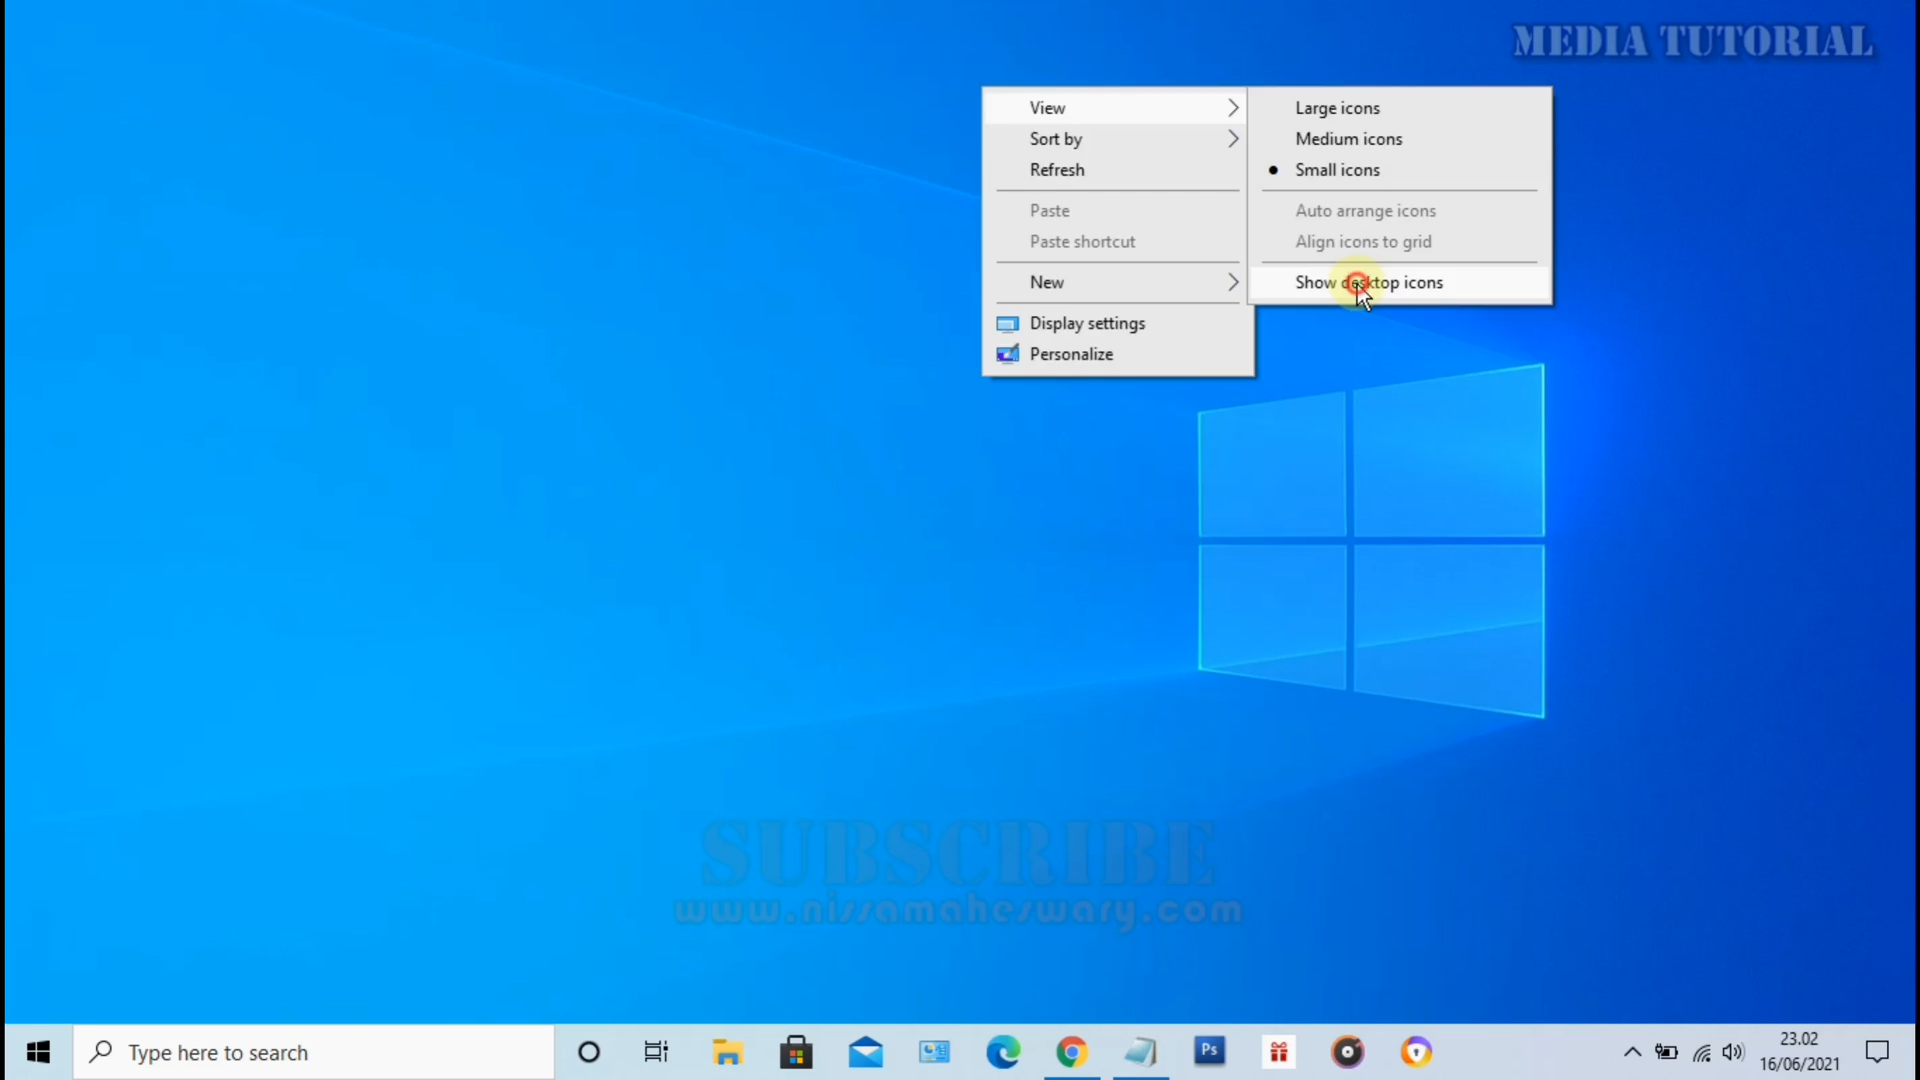 MEDIA TUTORIAL
View
Sort by
Refresh
Paste
Paste shortcut
New
Display settings
Personalize
Large icons
Medium icons
Small icons
Auto arrange icons
Align icons to grid
Show desktop icons
SUBSCRIBE
www.nissamaheswary.com
Type here to search
Ps
23.02
16/06/2021